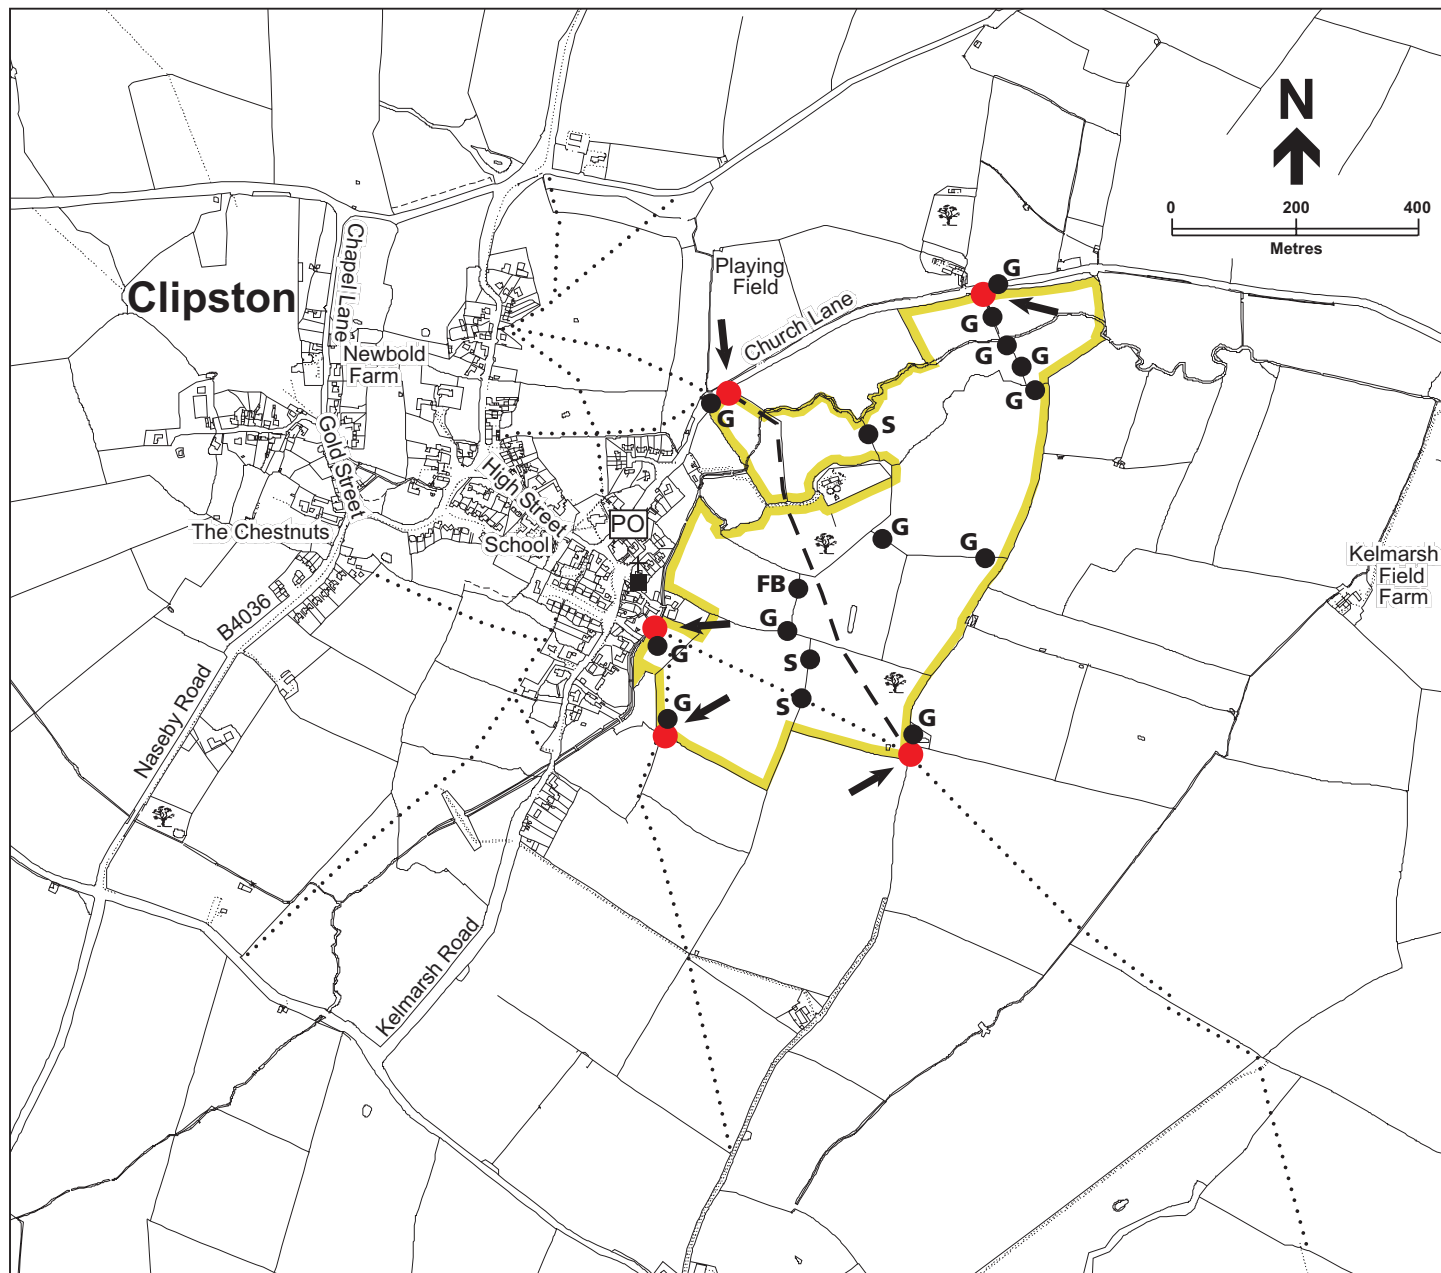 N
0 200 400
Metres
Clipston
Chapel Lane
Newbold
Farm
Playing
Field
Church Lane
G
G
G
G
G
G
S
Gold Street
High Street
PO
The Chestnuts
School
G
G
FB
G
G
S
S
G
G
B4036
Naseby Road
Kelmarsh Road
Kelmarsh
Field
Farm